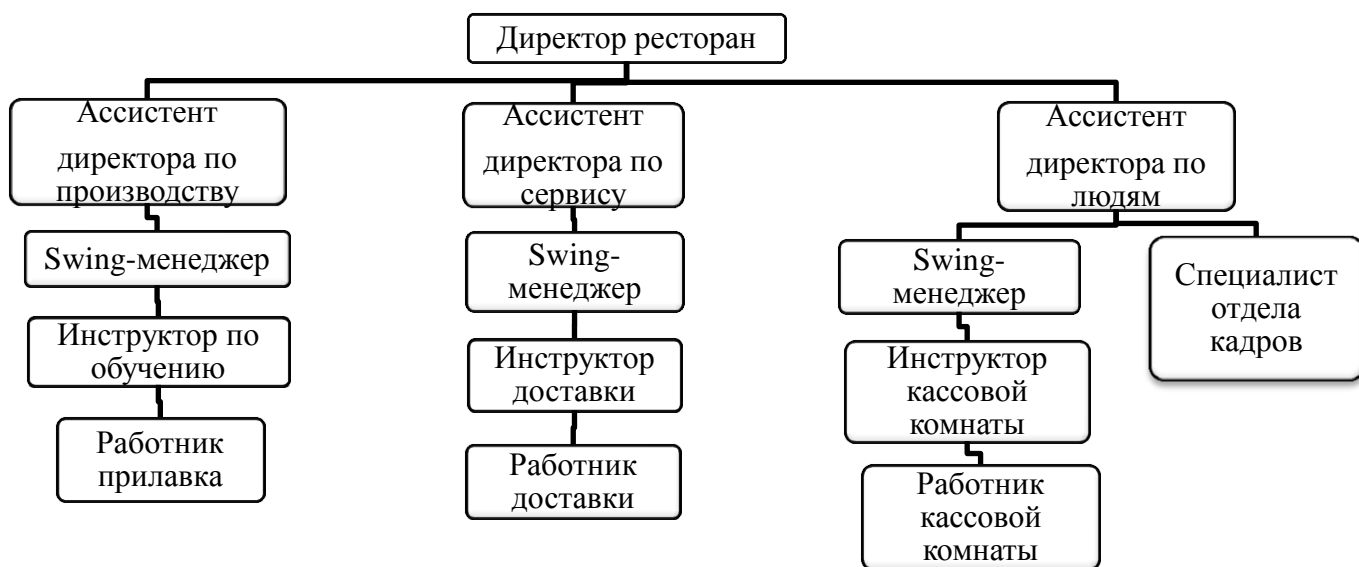 Директор ресторан
Ассистент
директора по
производству
Ассистент
директора по
сервису
Ассистент
директора по
людям
Swing-менеджер
Swing-
менеджер
Swing-
менеджер
Специалист
отдела
кадров
Инструктор по
обучению
Инструктор
доставки
Инструктор
кассовой
комнаты
Работник
прилавка
Работник
доставки
Работник
кассовой
комнаты